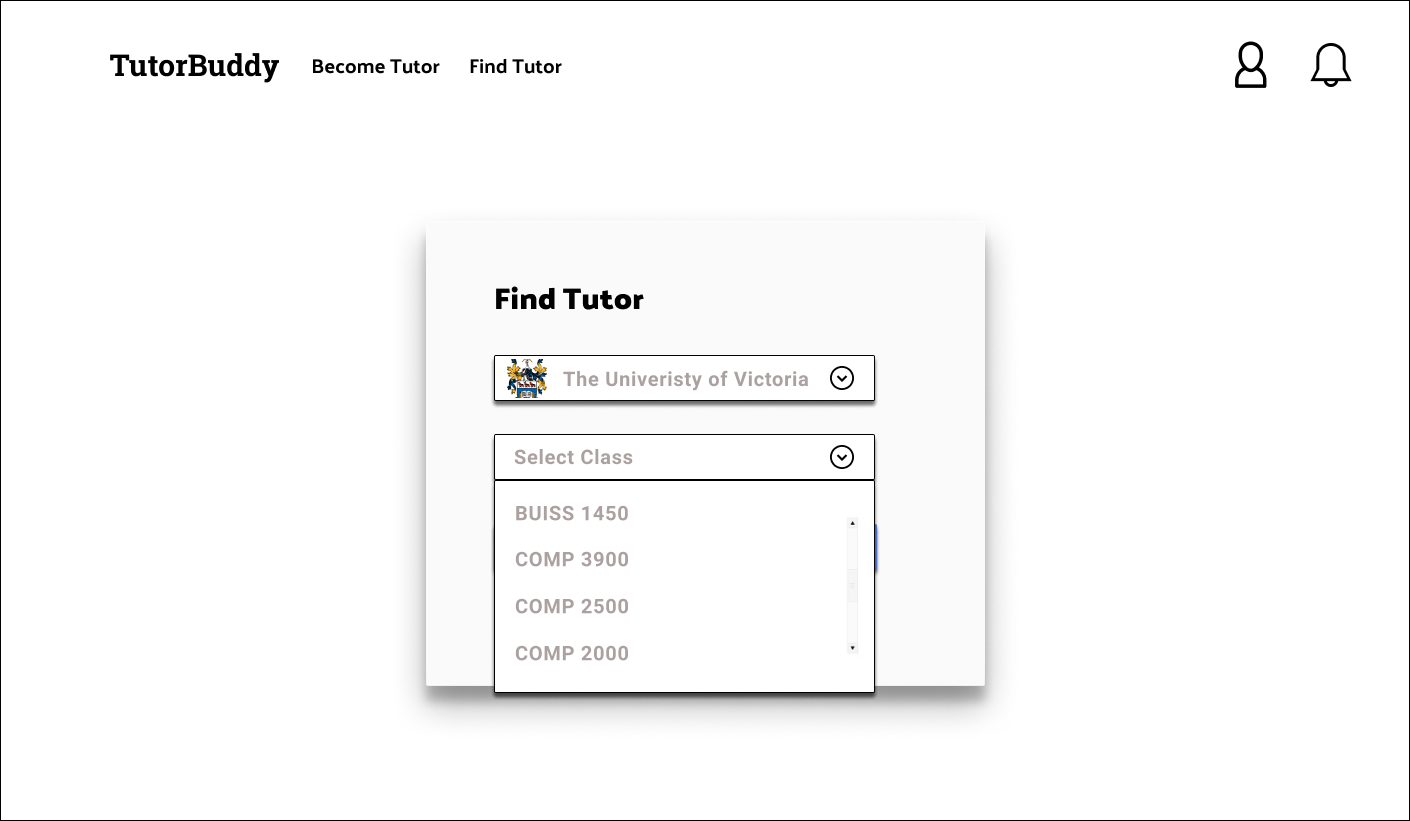 TutorBuddy Become Tutor Find Tutor
Find Tutor
The Univeristy of Victoria
Select Class
BUISS 1450
COMP 3900
COMP 2500
COMP 2000